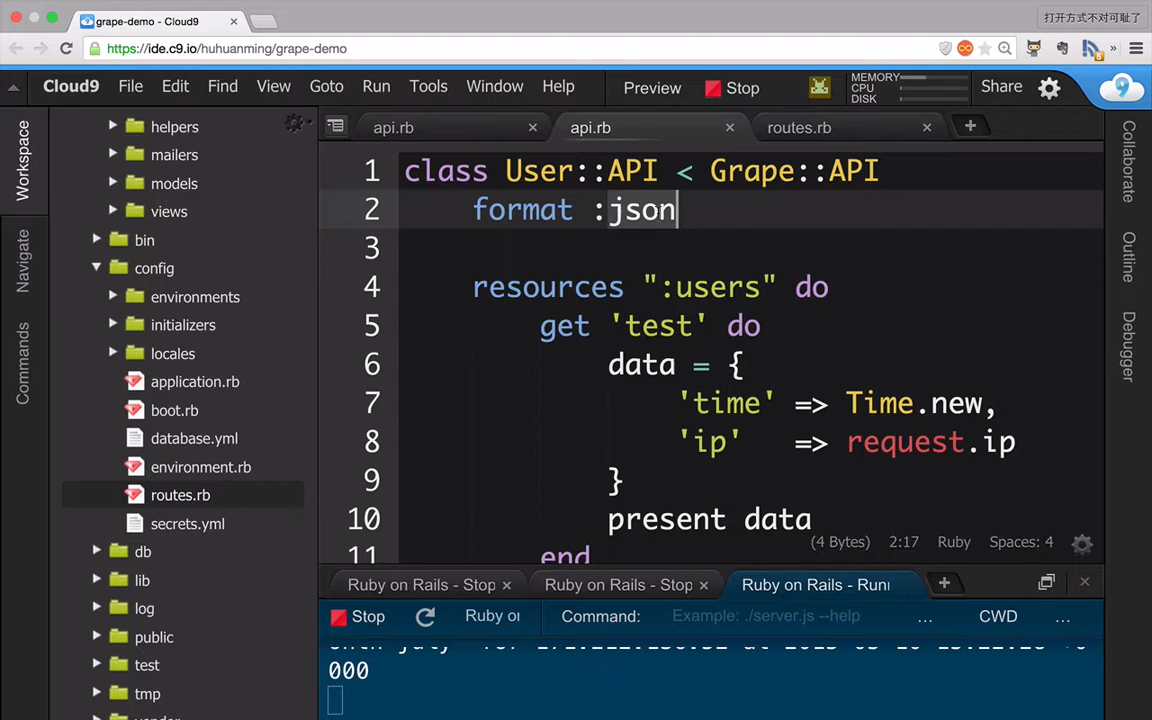 grape-demo - Cloud9
打开方式不对可耻了
https://ide.c9.io/huhuanming/grape-demo
Cloud9 File Edit Find View Goto Run Tools Window Help Preview Stop MEMORY CPU DISK Share
Workspace
Navigate
Commands
helpers
mailers
models
views
bin
config
environments
initializers
locales
application.rb
boot.rb
database.yml
environment.rb
routes.rb
secrets.yml
db
lib
log
public
test
tmp
api.rb api.rb routes.rb
1 class User::API < Grape::API
2 format :json
3
4 resources ":users" do
5 get 'test' do
6 data = {
7 'time' => Time.new,
8 'ip' => request.ip
9 }
10 present data
11 end
(4 Bytes) 2:17 Ruby Spaces: 4
Collaborate
Outline
Debugger
Ruby on Rails - Stop Ruby on Rails - Stop Ruby on Rails - Runn
Stop Ruby or Command: Example: ./server.js --help ... CWD ...
000